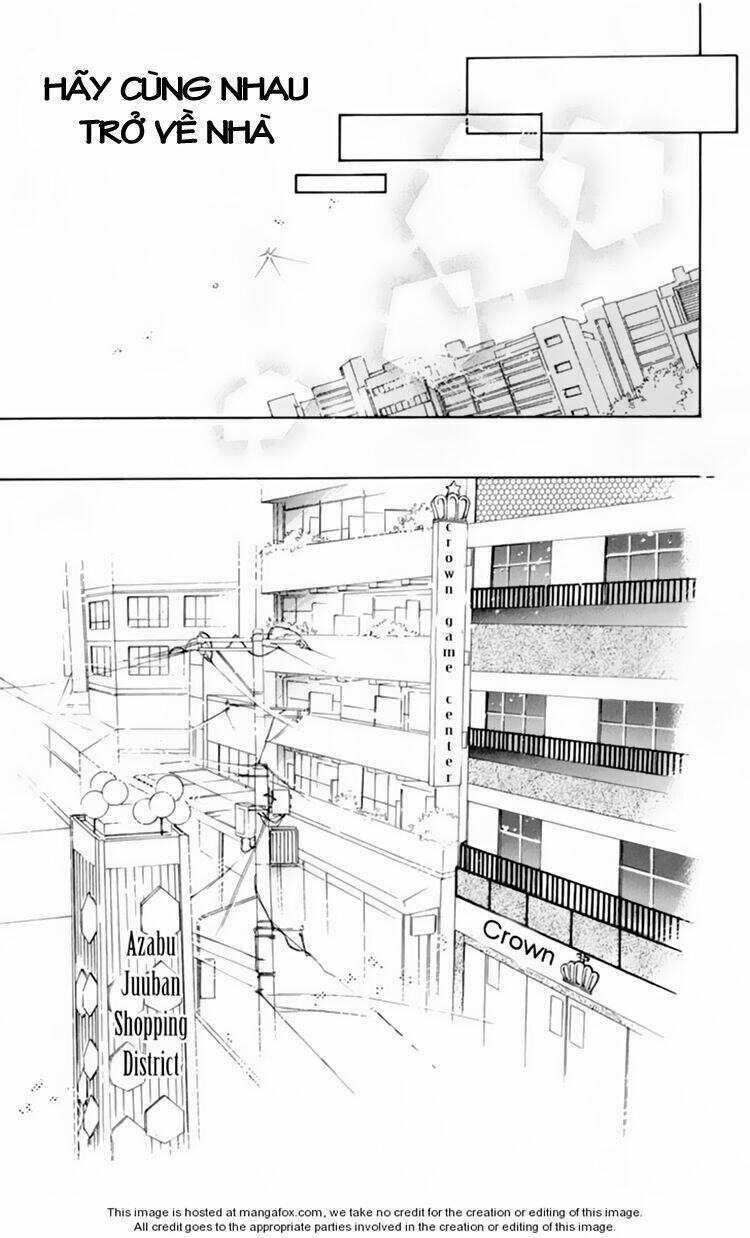 HÃY CÙNG NHAU
TRỞ VỀ NHÀ
crown game center
Crown
Azabu
Juuban
Shopping
District
This image is hosted at mangafox.com, we take no credit for the creation or editing of this image.
All credit goes to the appropriate parties involved in the creation or editing of this image.